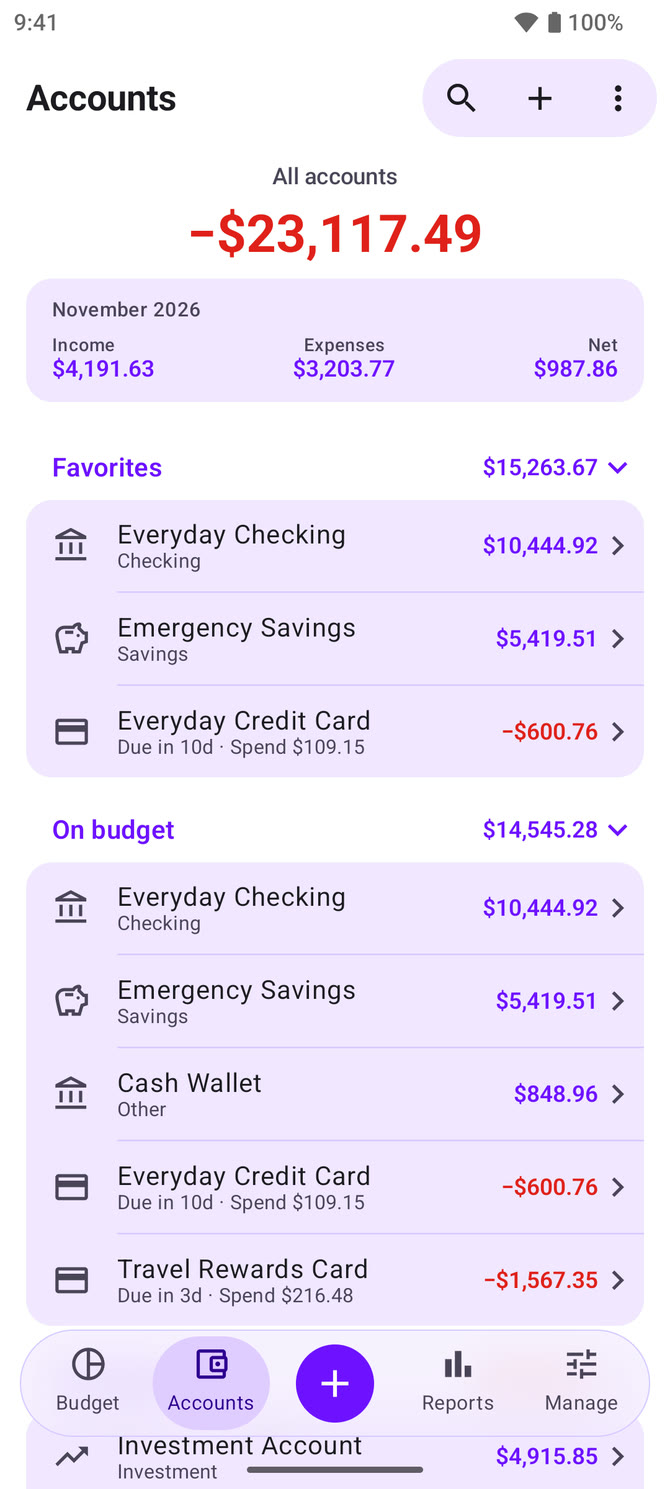 9:41 100%
Accounts
All accounts
−$23,117.49
November 2026
Income Expenses Net
$4,191.63 $3,203.77 $987.86
Favorites $15,263.67
Everyday Checking
Checking
$10,444.92
Emergency Savings
Savings
$5,419.51
Everyday Credit Card
Due in 10d · Spend $109.15
−$600.76
On budget $14,545.28
Everyday Checking
Checking
$10,444.92
Emergency Savings
Savings
$5,419.51
Cash Wallet
Other
$848.96
Everyday Credit Card
Due in 10d · Spend $109.15
−$600.76
Travel Rewards Card
Due in 3d · Spend $216.48
−$1,567.35
Budget Accounts Reports Manage
Investment Account
Investment
$4,915.85